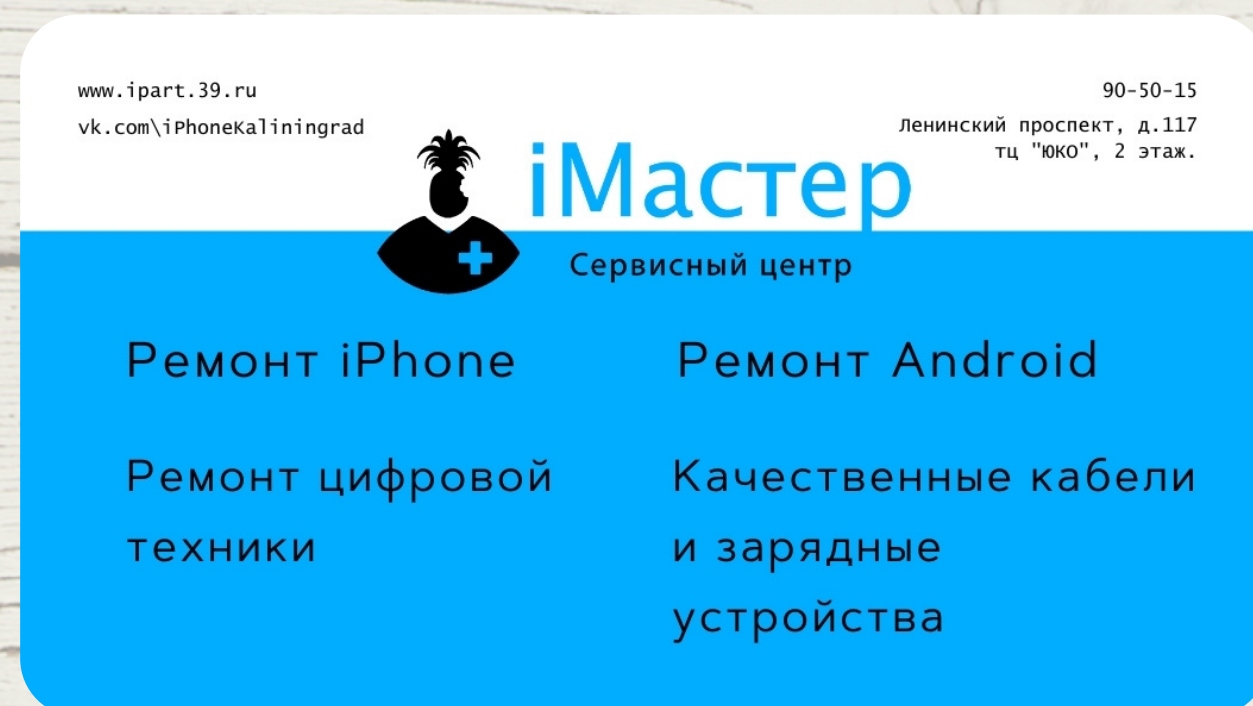 www.ipart.39.ru
vk.com\iPhoneKaliningrad
90-50-15
Ленинский проспект, д.117
тц "ЮКО", 2 этаж.
iМастер
Сервисный центр
Ремонт iPhone
Ремонт Android
Ремонт цифровой
техники
Качественные кабели
и зарядные
устройства